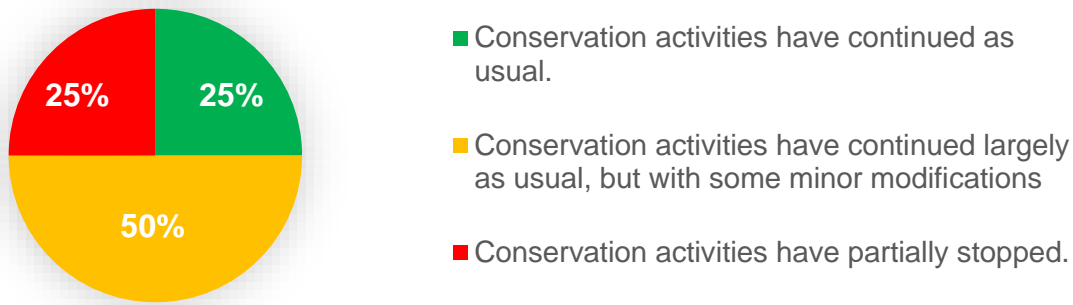 25%
25%
50%
Conservation activities have continued as
usual.
Conservation activities have continued largely
as usual, but with some minor modifications
Conservation activities have partially stopped.